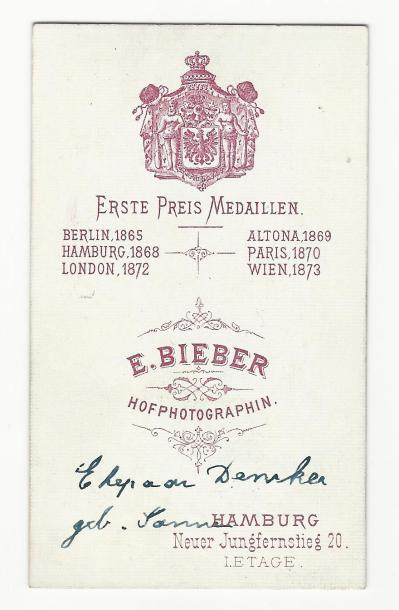 ERSTE PREIS MEDAILLEN.
BERLIN, 1865
HAMBURG, 1868
LONDON, 1872
ALTONA, 1869
PARIS, 1870
WIEN, 1873
E. BIEBER
HOFPHOTOGRAPHIN.
Ehepaar
geb.
HAMBURG
Neuer Jungfernstieg 20.
I. ETAGE.